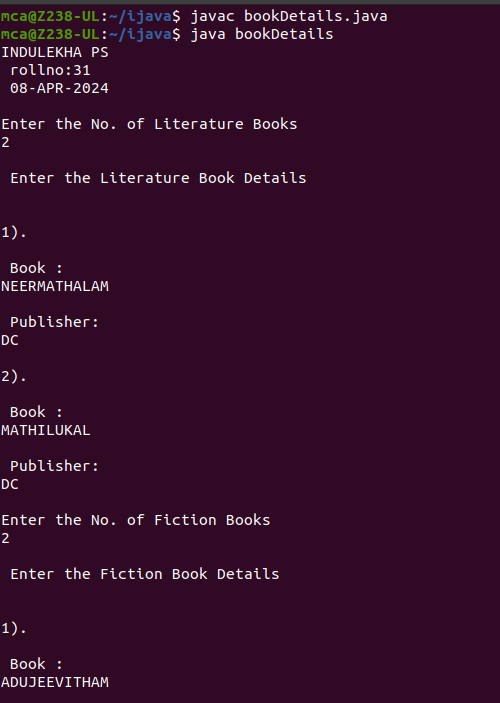 mca@Z238-UL:~/ijava$ javac bookDetails.java
mca@Z238-UL:~/ijava$ java bookDetails
INDULEKHA PS
rollno:31
08-APR-2024
Enter the No. of Literature Books
2
Enter the Literature Book Details
1).
Book :
NEERMATHALAM
Publisher:
DC
2).
Book :
MATHILUKAL
Publisher:
DC
Enter the No. of Fiction Books
2
Enter the Fiction Book Details
1).
Book :
ADUJEEVITHAM